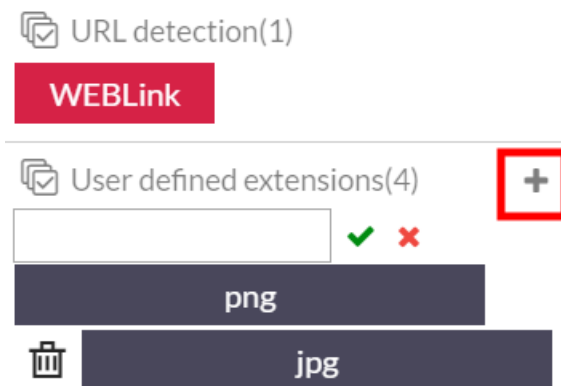 URL detection(1)
WEBLink
User defined extensions(4)
png
jpg